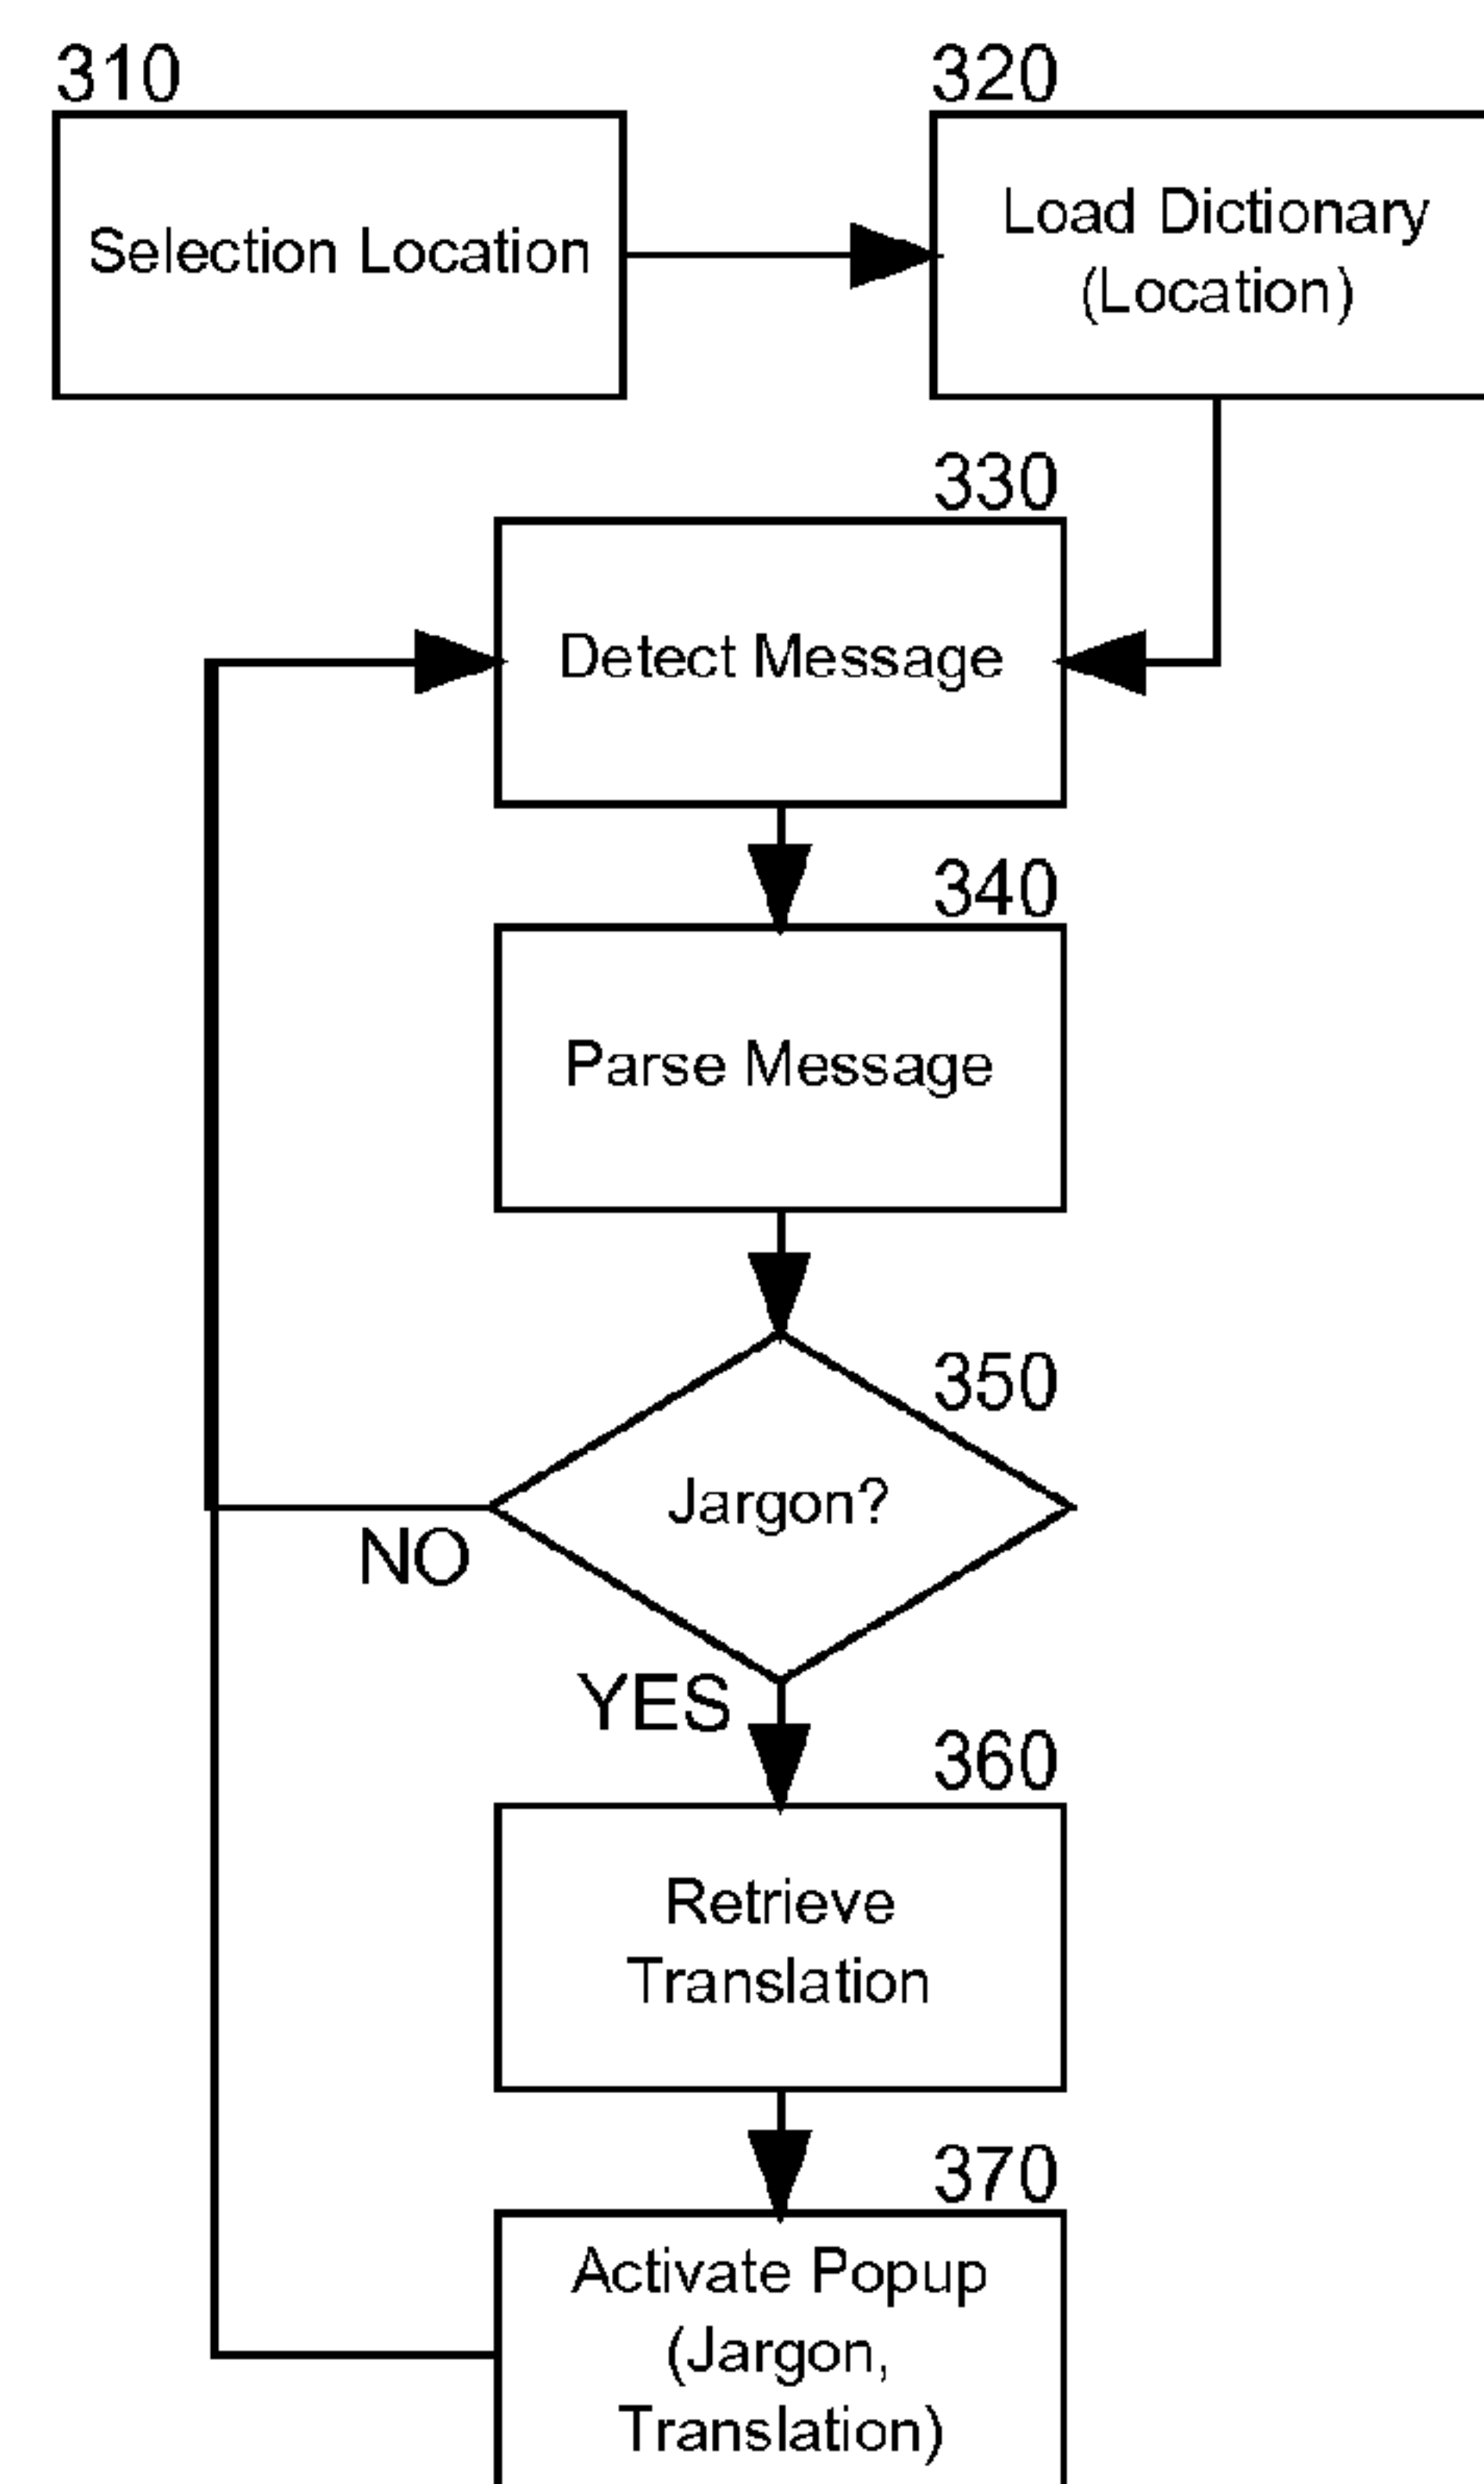 310
Selection Location
320
Load Dictionary
(Location)
330
Detect Message
340
Parse Message
350
Jargon?
NO
YES
360
Retrieve
Translation
370
Activate Popup
(Jargon,
Translation)